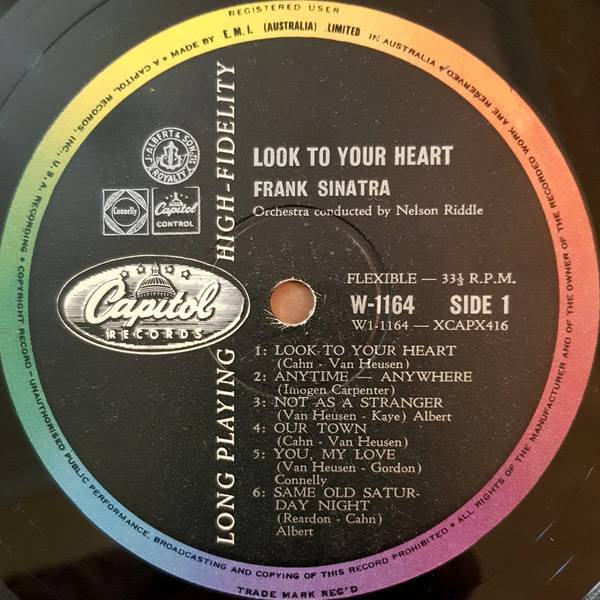 REGISTERED USER
• MADE BY E.M.I. (AUSTRALIA) LIMITED IN AUSTRALIA •
A CAPITOL RECORDS, INC., U.S.A. RECORDING • COPYRIGHT RECORD — UNAUTHORISED PUBLIC PERFORMANCE, BROADCASTING AND COPYING OF THIS RECORD PROHIBITED • ALL RIGHTS OF THE MANUFACTURER AND OF THE OWNER OF THE RECORDED WORK ARE RESERVED
TRADE MARK REG'D
LONG PLAYING HIGH-FIDELITY
J. ALBERT & SON
ROYALTY
Connelly
Capitol
CONTROL
Capitol
RECORDS
LOOK TO YOUR HEART
FRANK SINATRA
Orchestra conducted by Nelson Riddle
FLEXIBLE — 33⅓ R.P.M.
W-1164 SIDE 1
W1-1164 — XCAPX416
1: LOOK TO YOUR HEART
(Cahn - Van Heusen)
2: ANYTIME — ANYWHERE
(Imogen Carpenter)
3: NOT AS A STRANGER
(Van Heusen - Kaye) Albert
4: OUR TOWN
(Cahn - Van Heusen)
5: YOU, MY LOVE
(Van Heusen - Gordon)
Connelly
6: SAME OLD SATUR-
DAY NIGHT
(Reardon - Cahn)
Albert